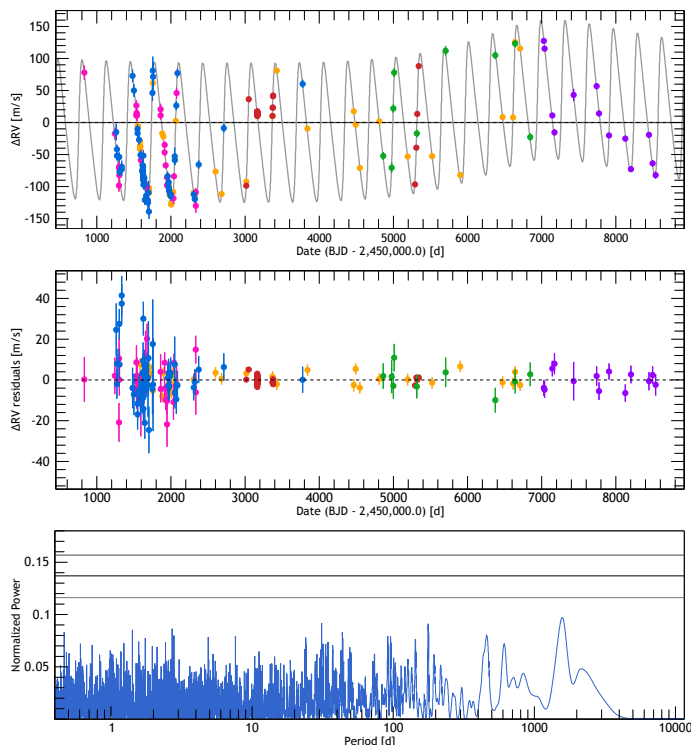 150
100
50
0
-50
-100
-150
ΔRV [m/s]
1000 2000 3000 4000 5000 6000 7000 8000
Date (BJD - 2,450,000.0) [d]
40
20
0
-20
-40
ΔRV residuals [m/s]
1000 2000 3000 4000 5000 6000 7000 8000
Date (BJD - 2,450,000.0) [d]
0.15
0.1
0.05
Normalized Power
1 10 100 1000 10000
Period [d]